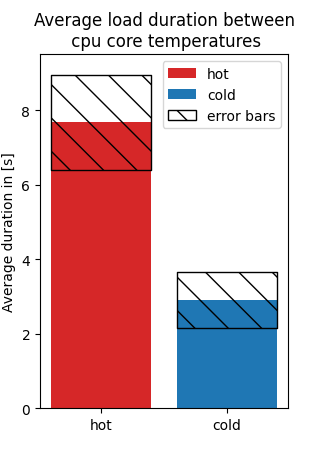 Average load duration between
cpu core temperatures
hot
cold
error bars
Average duration in [s]
8
6
4
2
0
hot
cold